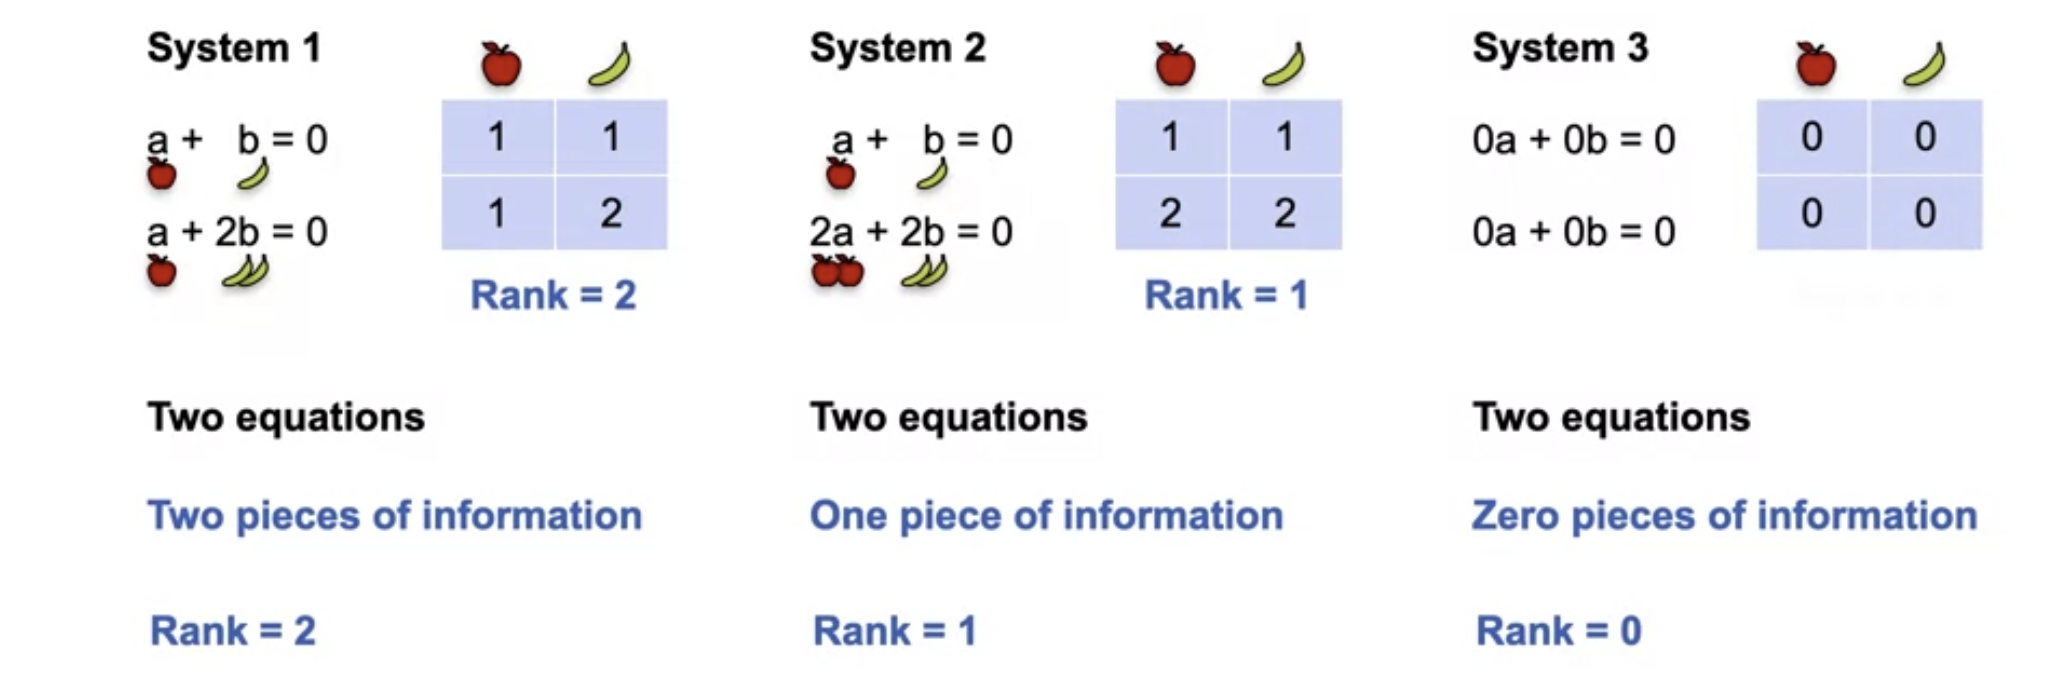 System 1
a + b = 0
a + 2b = 0
1 1
1 2
Rank = 2
Two equations
Two pieces of information
Rank = 2
System 2
a + b = 0
2a + 2b = 0
1 1
2 2
Rank = 1
Two equations
One piece of information
Rank = 1
System 3
0a + 0b = 0
0a + 0b = 0
0 0
0 0
Two equations
Zero pieces of information
Rank = 0